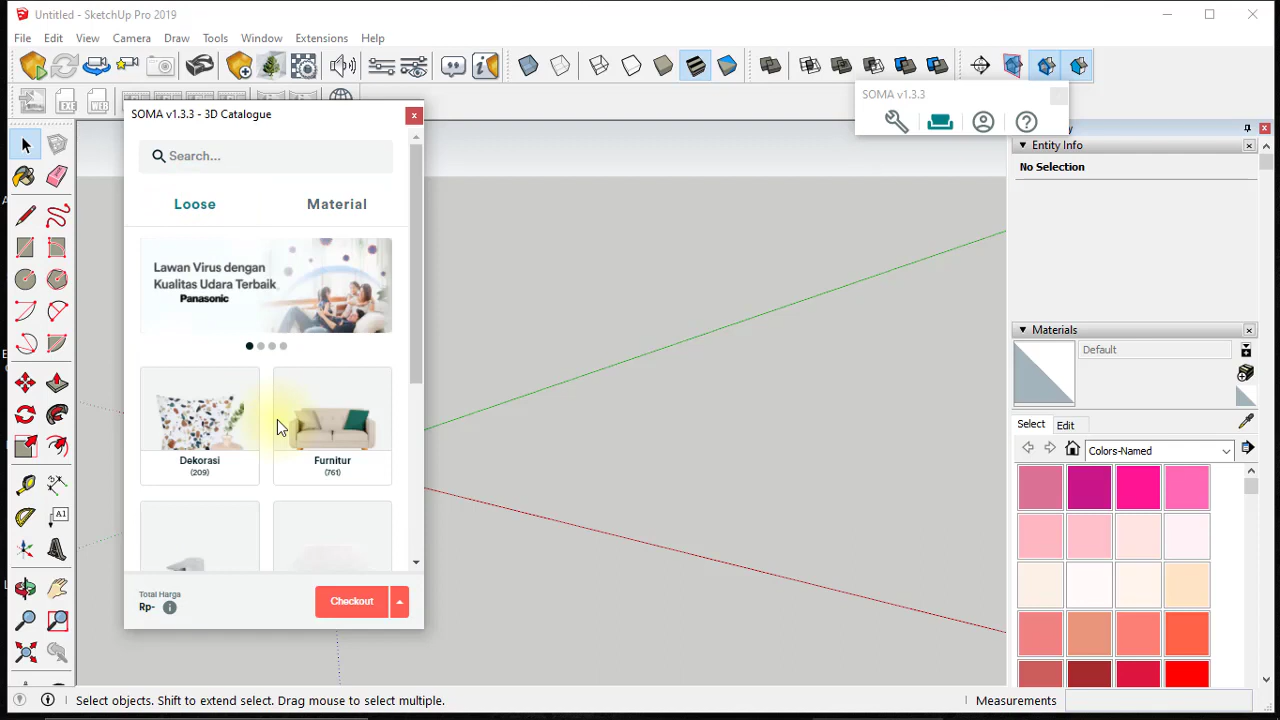 Untitled - SketchUp Pro 2019
File Edit View Camera Draw Tools Window Extensions Help
SOMA v1.3.3
SOMA v1.3.3 - 3D Catalogue
Search...
Loose Material
Lawan Virus dengan
Kualitas Udara Terbaik
Panasonic
Dekorasi
(209)
Furnitur
(761)
Total Harga
Rp-
Checkout
Entity Info
No Selection
Materials
Default
Select Edit
Colors-Named
A1
Select objects. Shift to extend select. Drag mouse to select multiple.
Measurements